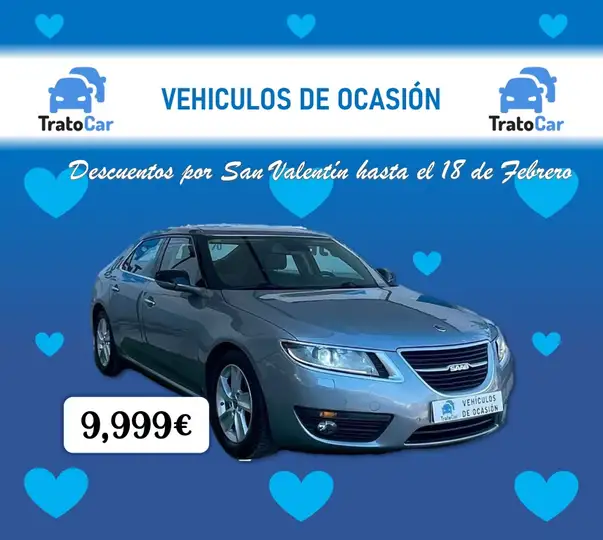 TratoCar
VEHICULOS DE OCASIÓN
TratoCar
Descuentos por San Valentín hasta el 18 de Febrero
SAAB
TratoCar
VEHICULOS
DE OCASIÓN
9,999€